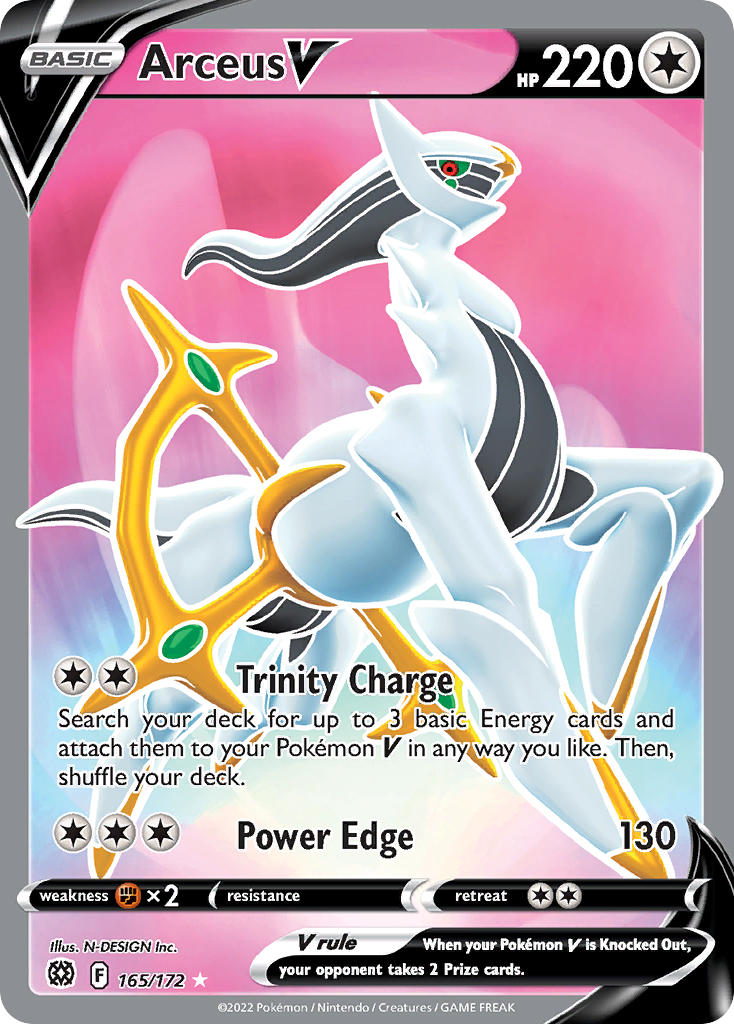 BASIC
Arceus V
HP 220
Trinity Charge
Search your deck for up to 3 basic Energy cards and
attach them to your Pokémon V in any way you like. Then,
shuffle your deck.
Power Edge 130
weakness ×2 resistance retreat
Illus. N-DESIGN Inc.
V rule When your Pokémon V is Knocked Out,
your opponent takes 2 Prize cards.
F 165/172
©2022 Pokémon / Nintendo / Creatures / GAME FREAK